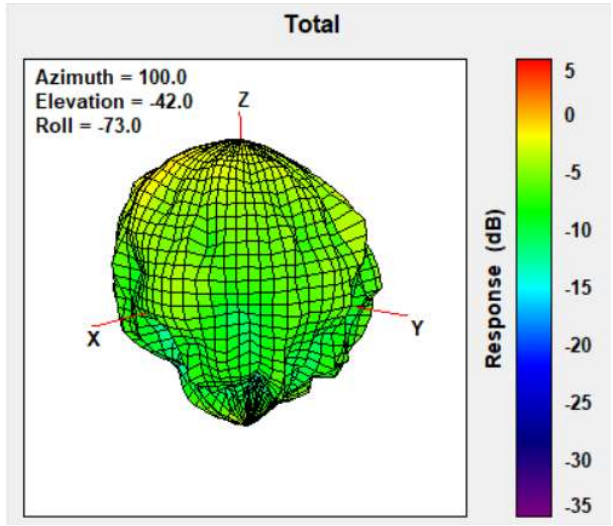 Total
Azimuth = 100.0
Elevation = -42.0
Roll = -73.0
Z
X
Y
Response (dB)
5
0
-5
-10
-15
-20
-25
-30
-35